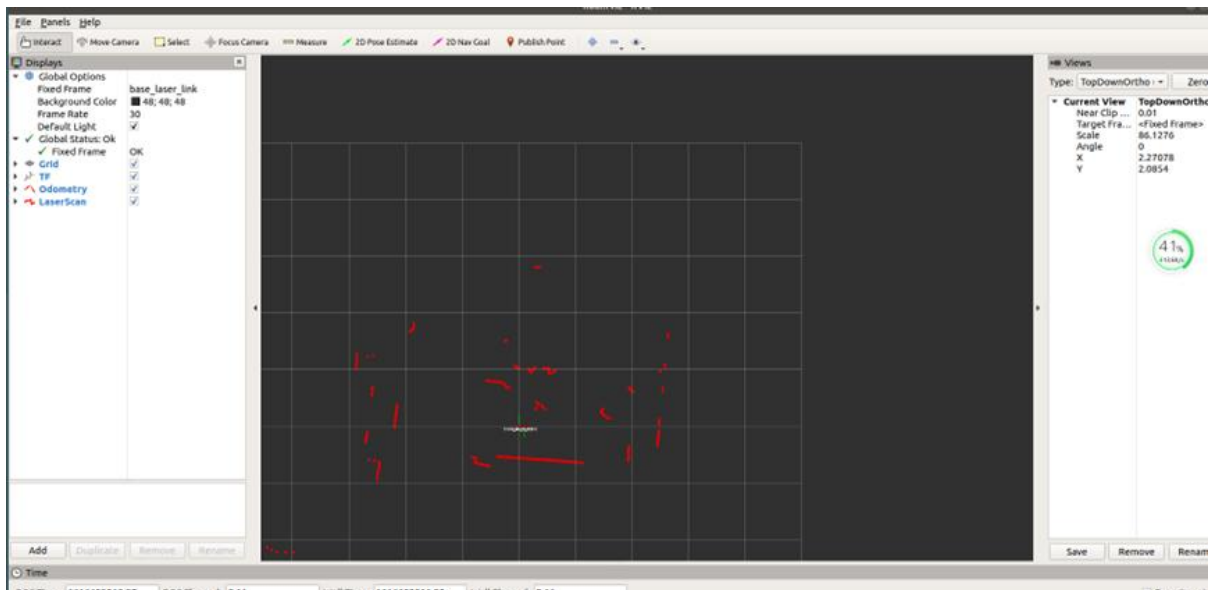 File Panels Help
Interact Move Camera Select Focus Camera Measure 2D Pose Estimate 2D Nav Goal Publish Point
Displays
Global Options
Fixed Frame base_laser_link
Background Color 48; 48; 48
Frame Rate 30
Default Light
Global Status: Ok
Fixed Frame OK
Grid
TF
Odometry
LaserScan
Add Duplicate Remove Rename
Time
Views
Type: TopDownOrtho Zero
Current View TopDownOrtho
Near Clip ... 0.01
Target Fra... <Fixed Frame>
Scale 86.1276
Angle 0
X 2.27078
Y 2.0854
41%
Save Remove Renam